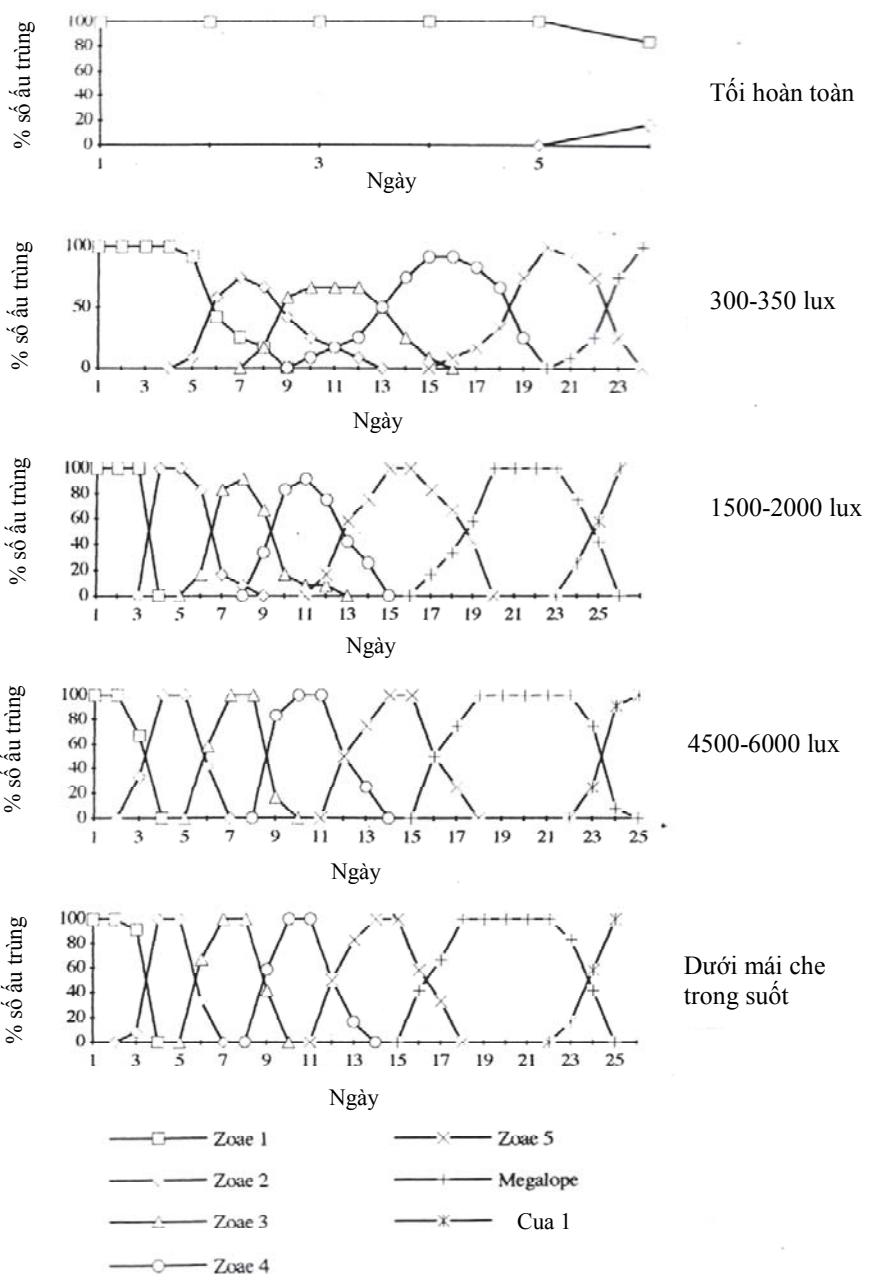 % số ấu trùng
100
80
60
40
20
0
1 3 5
Ngày
Tối hoàn toàn
% số ấu trùng
100
50
0
1 3 5 7 9 11 13 15 17 19 21 23
Ngày
300-350 lux
% số ấu trùng
100
80
60
40
20
0
1 3 5 7 9 11 13 15 17 19 21 23 25
Ngày
1500-2000 lux
% số ấu trùng
100
80
60
40
20
0
1 3 5 7 9 11 13 15 17 19 21 23 25
Ngày
4500-6000 lux
% số ấu trùng
100
80
60
40
20
0
1 3 5 7 9 11 13 15 17 19 21 23 25
Ngày
Dưới mái che
trong suốt
Zoae 1
Zoae 2
Zoae 3
Zoae 4
Zoae 5
Megalope
Cua 1